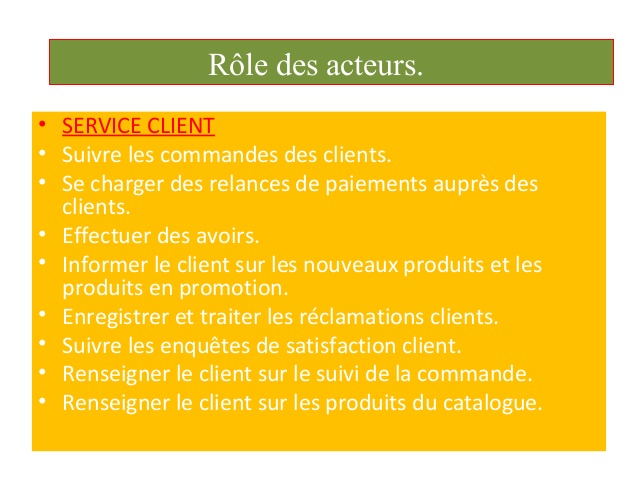 Rôle des acteurs.
• SERVICE CLIENT
• Suivre les commandes des clients.
• Se charger des relances de paiements auprès des
clients.
• Effectuer des avoirs.
• Informer le client sur les nouveaux produits et les
produits en promotion.
• Enregistrer et traiter les réclamations clients.
• Suivre les enquêtes de satisfaction client.
• Renseigner le client sur le suivi de la commande.
• Renseigner le client sur les produits du catalogue.